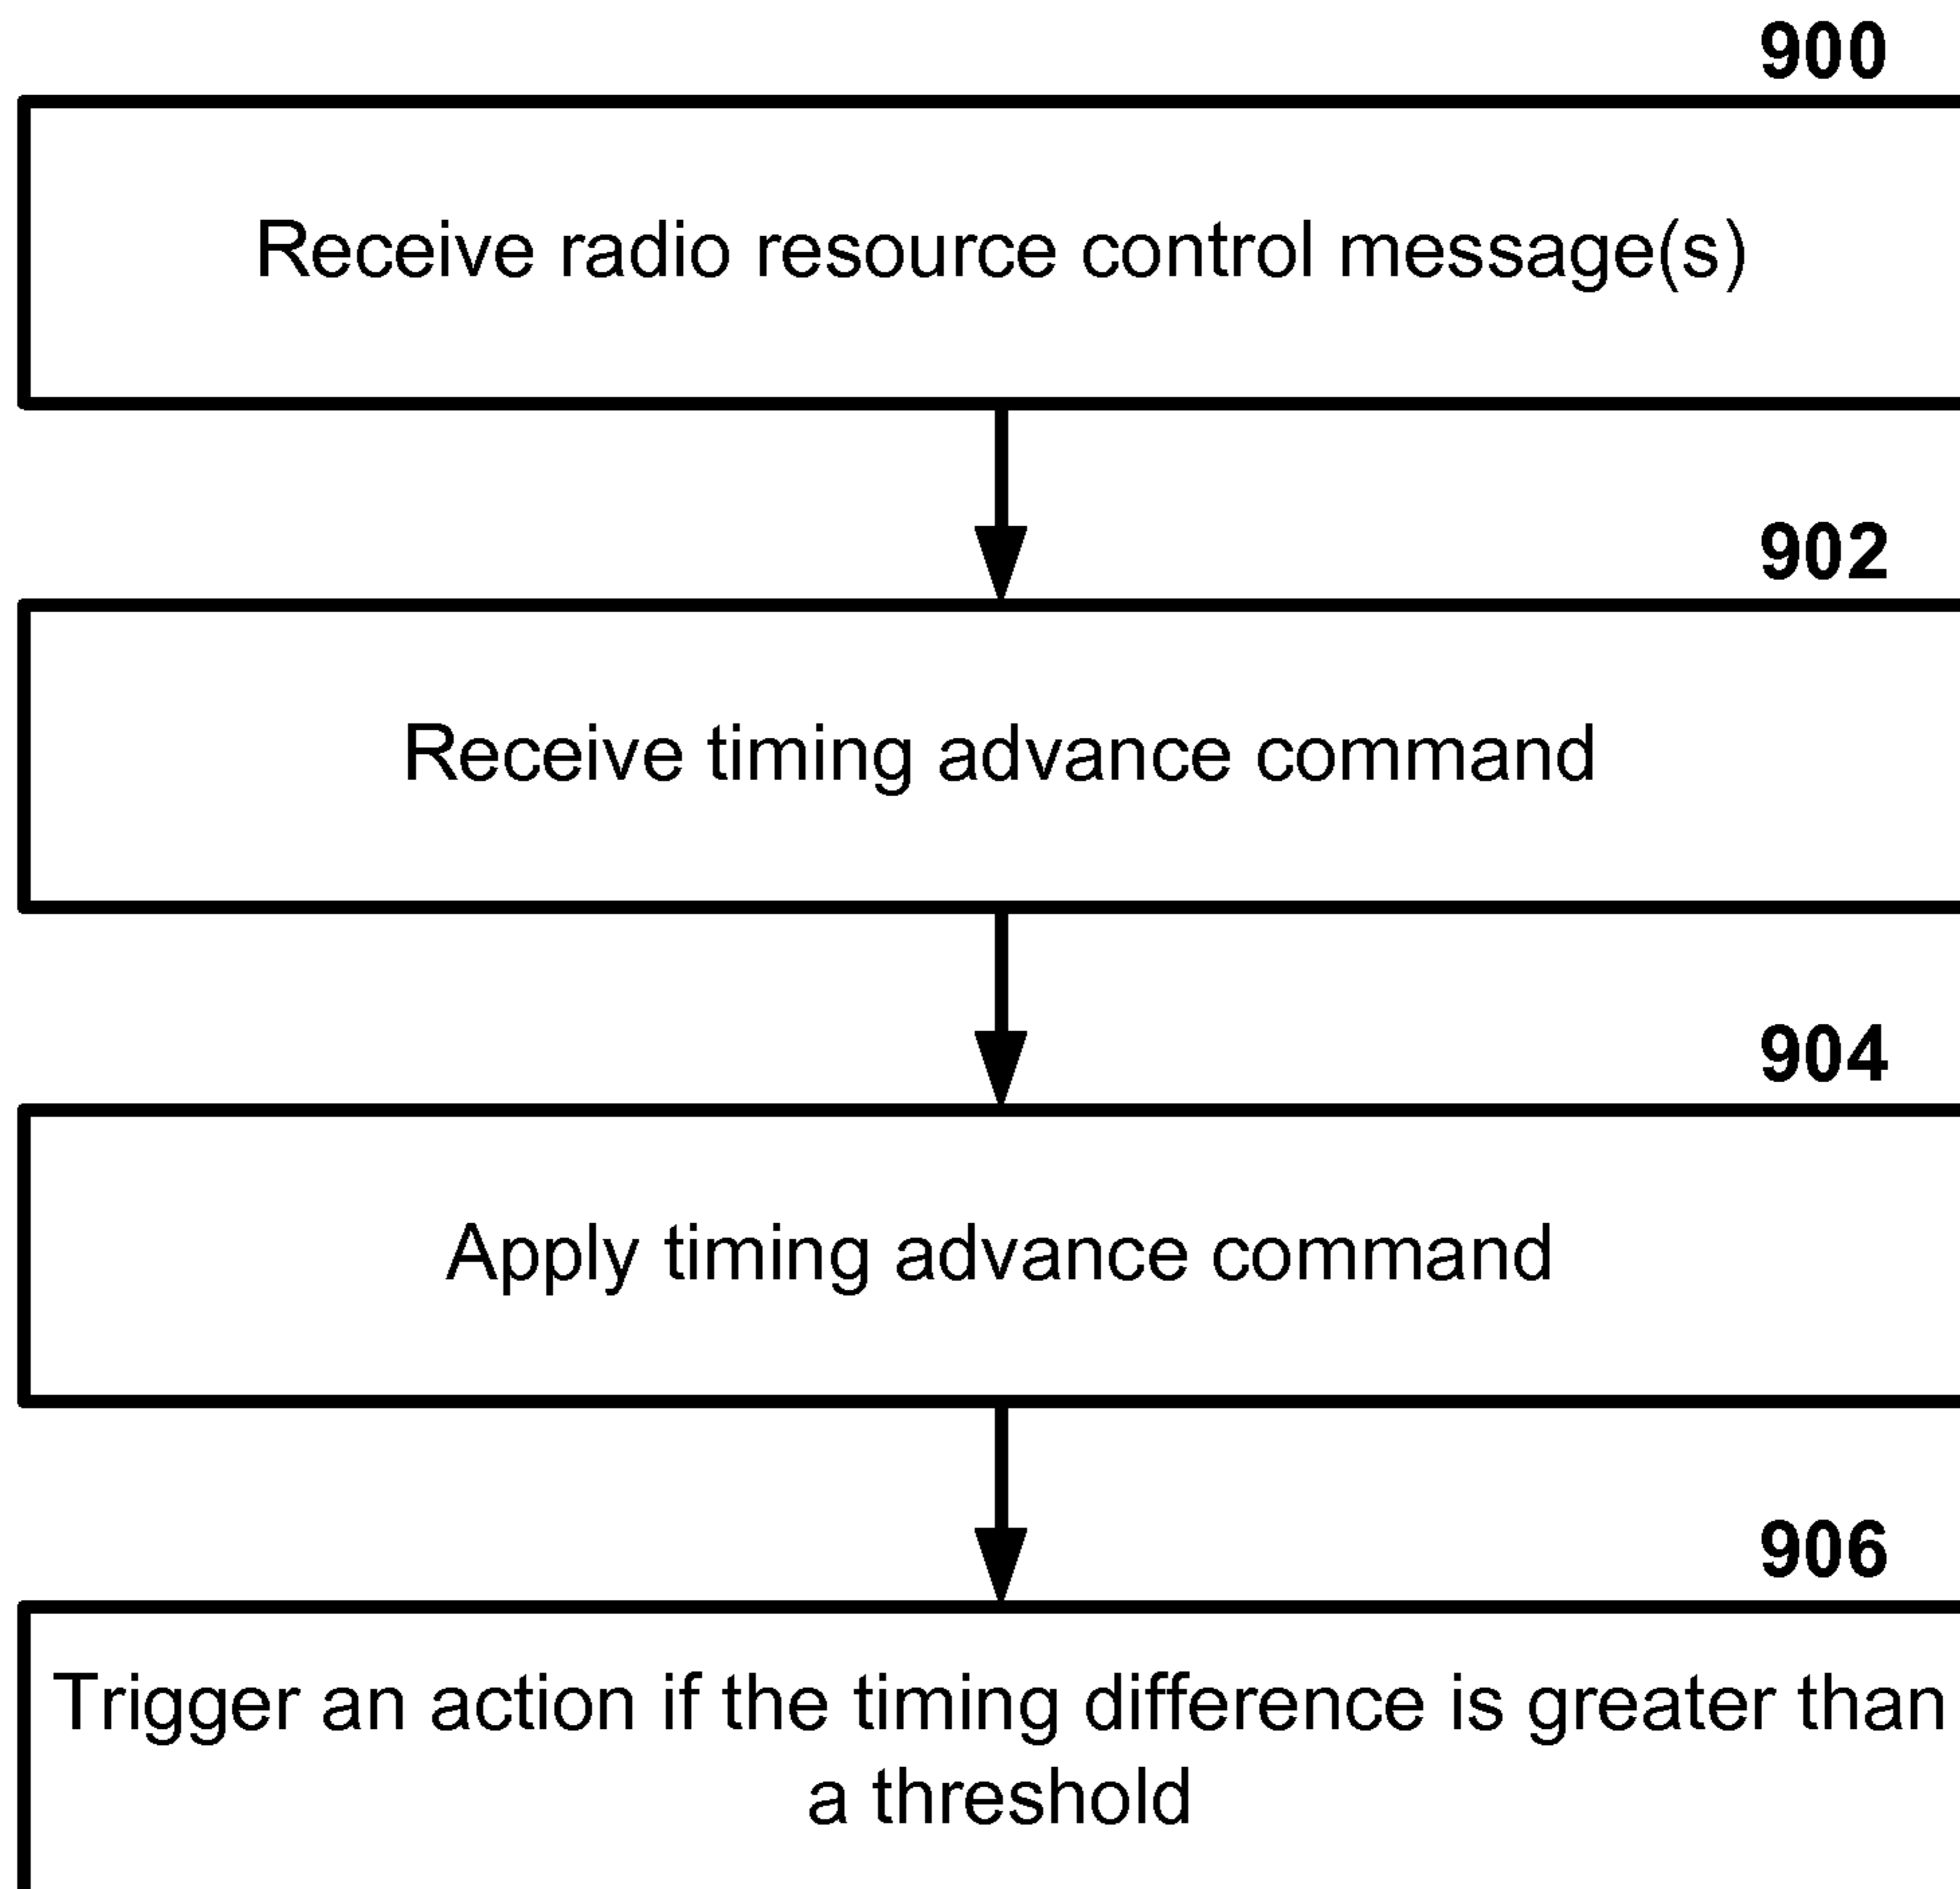 900
Receive radio resource control message(s)
902
Receive timing advance command
904
Apply timing advance command
906
Trigger an action if the timing difference is greater than
a threshold